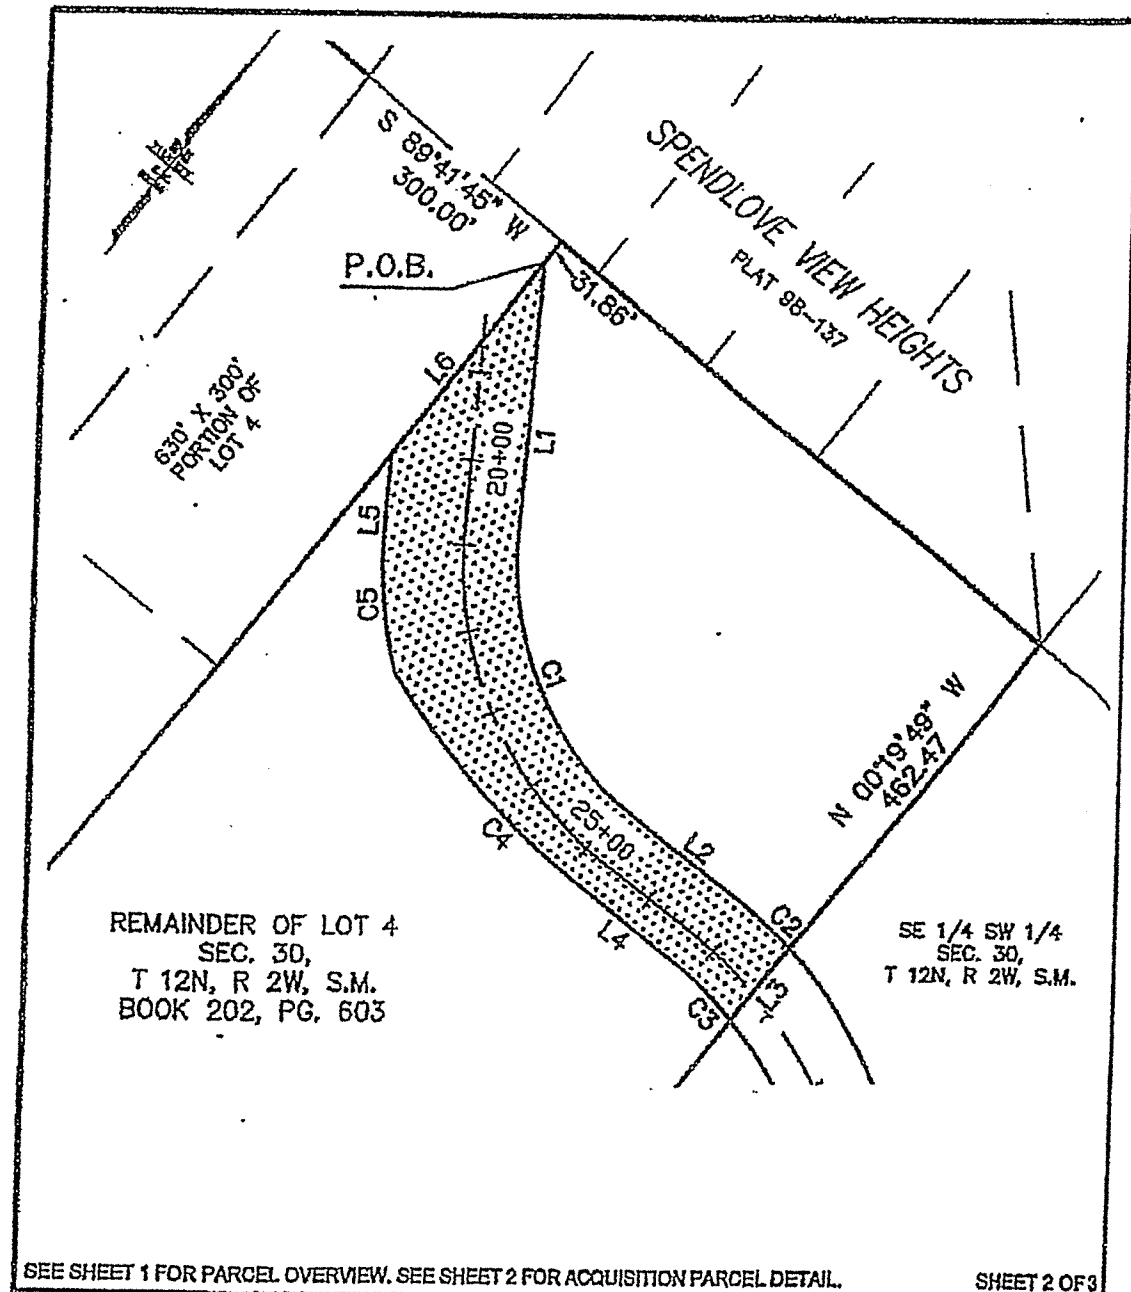 S 89°41'45" W
300.00'
SPENDLOVE VIEW HEIGHTS
PLAT 98-137
P.O.B.
31.86'
L6
630' X 300'
PORTION OF
LOT 4
20+00
L1
L5
C5
C1
N 00°19'49" W
462.47
25+00
L2
C4
C2
L4
L3
C3
REMAINDER OF LOT 4
SEC. 30,
T 12N, R 2W, S.M.
BOOK 202, PG. 603
SE 1/4 SW 1/4
SEC. 30,
T 12N, R 2W, S.M.
SEE SHEET 1 FOR PARCEL OVERVIEW. SEE SHEET 2 FOR ACQUISITION PARCEL DETAIL.
SHEET 2 OF 3